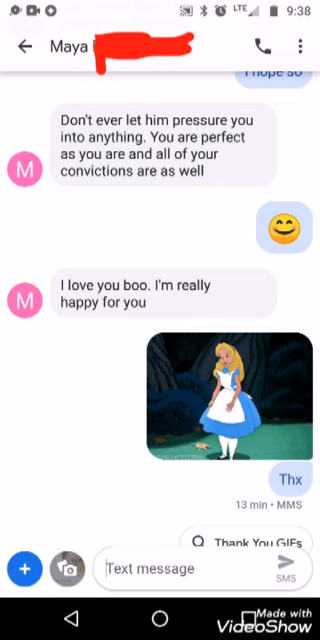 LTE 9:38
Maya
I hope so
Don't ever let him pressure you
into anything. You are perfect
as you are and all of your
convictions are as well
M
I love you boo. I'm really
happy for you
M
Thx
13 min • MMS
Thank You GIFs
Text message
SMS
Made with
VideoShow